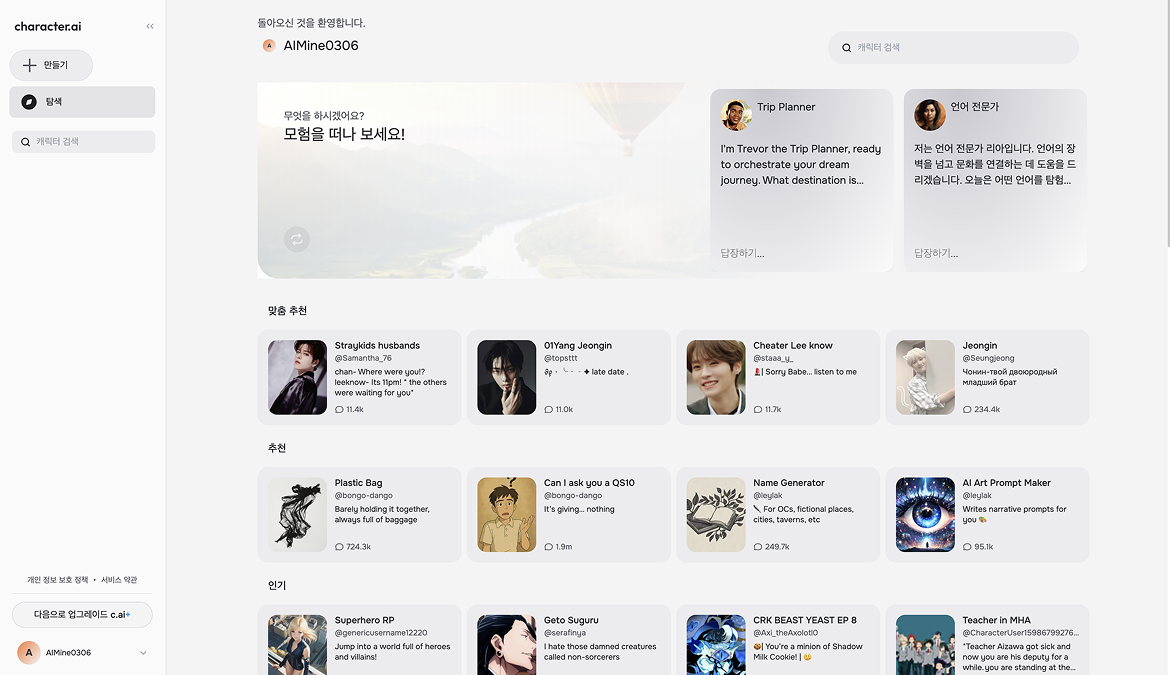 character.ai
만들기
탐색
캐릭터 검색
개인 정보 보호 정책 • 서비스 약관
다음으로 업그레이드 c.ai+
A
AIMine0306
돌아오신 것을 환영합니다.
A
AIMine0306
캐릭터 검색
무엇을 하시겠어요?
모험을 떠나 보세요!
Trip Planner
I'm Trevor the Trip Planner, ready
to orchestrate your dream
journey. What destination is...
답장하기...
언어 전문가
저는 언어 전문가 리아입니다. 언어의 장
벽을 넘고 문화를 연결하는 데 도움을 드
리겠습니다. 오늘은 어떤 언어를 탐험...
답장하기...
맞춤 추천
Straykids husbands
@Samantha_76
chan- Where were you!?
leeknow- Its 11pm! * the others
were waiting for you*
11.4k
01Yang Jeongin
@topsttt
late date .
11.0k
Cheater Lee know
@staaa_y_
💄| Sorry Babe... listen to me
11.7k
Jeongin
@Seungjeong
Чонин-твой двоюродный
младший брат
234.4k
추천
Plastic Bag
@bongo-dango
Barely holding it together,
always full of baggage
724.3k
Can I ask you a QS10
@bongo-dango
It's giving... nothing
1.9m
Name Generator
@leylak
For OCs, fictional places,
cities, taverns, etc
249.7k
AI Art Prompt Maker
@leylak
Writes narrative prompts for
you 🎨
95.1k
인기
Superhero RP
@genericusername12220
Jump into a world full of heroes
and villains!
Geto Suguru
@serafinya
I hate those damned creatures
called non-sorcerers
CRK BEAST YEAST EP 8
@Axi_theAxolotl0
| You're a minion of Shadow
Milk Cookie! |
Teacher in MHA
@CharacterUser15986799276...
*Teacher Aizawa got sick and
now you are his deputy for a
while.you are standing at the...